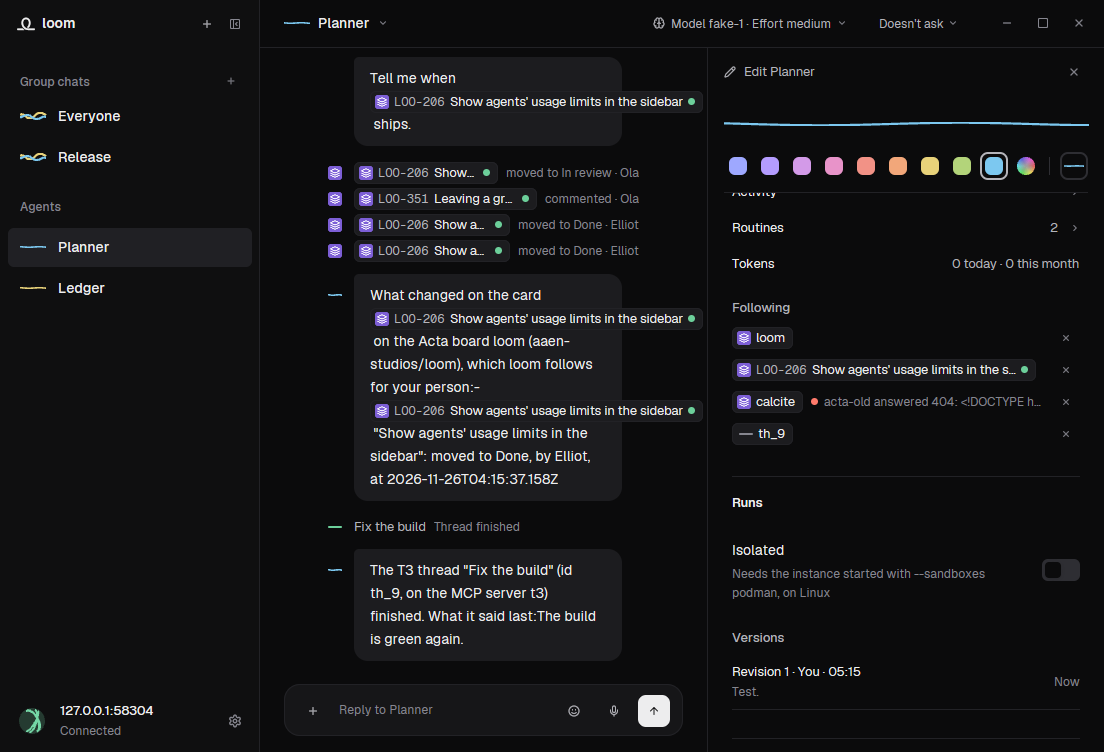 loom
Group chats
Everyone
Release
Agents
Planner
Ledger
127.0.0.1:58304
Connected
Planner
Model fake-1 · Effort medium
Doesn't ask
Tell me when
L00-206 Show agents' usage limits in the sidebar
ships.
L00-206 Show... moved to In review · Ola
L00-351 Leaving a gr... commented · Ola
L00-206 Show a... moved to Done · Elliot
L00-206 Show a... moved to Done · Elliot
What changed on the card
L00-206 Show agents' usage limits in the sidebar
on the Acta board loom (aaen-
studios/loom), which loom follows
for your person:-
L00-206 Show agents' usage limits in the sidebar
"Show agents' usage limits in the
sidebar": moved to Done, by Elliot,
at 2026-11-26T04:15:37.158Z
Fix the build Thread finished
The T3 thread "Fix the build" (id
th_9, on the MCP server t3)
finished. What it said last:The build
is green again.
Reply to Planner
Edit Planner
Activity
Routines 2
Tokens 0 today · 0 this month
Following
loom
L00-206 Show agents' usage limits in the s...
calcite acta-old answered 404: <!DOCTYPE h...
th_9
Runs
Isolated
Needs the instance started with --sandboxes
podman, on Linux
Versions
Revision 1 · You · 05:15
Test.
Now